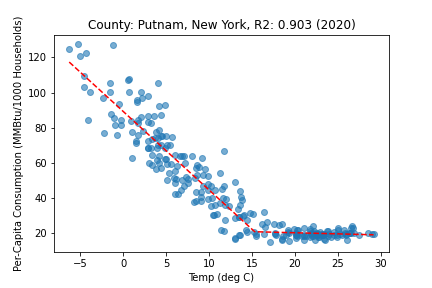 County: Putnam, New York, R2: 0.903 (2020)
Per-Capita Consumption (MMBtu/1000 Households)
120
100
80
60
40
20
−5 0 5 10 15 20 25 30
Temp (deg C)